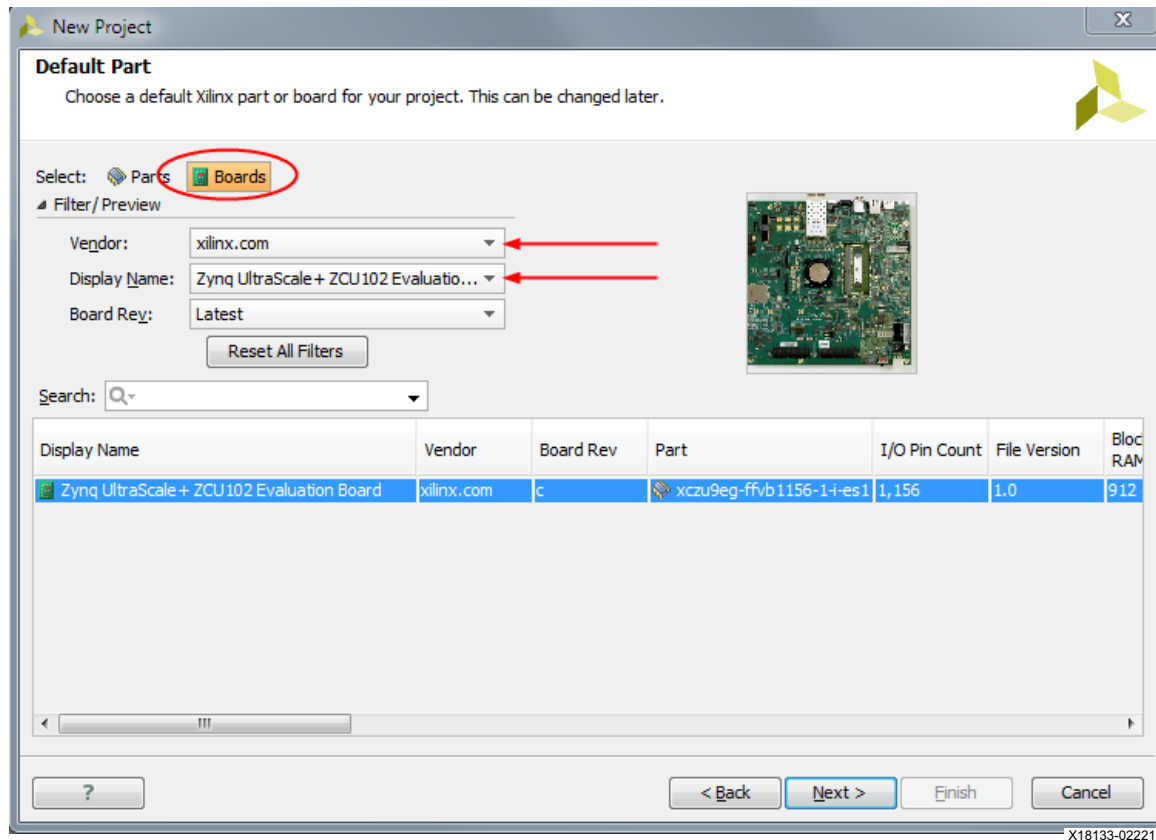 New Project
Default Part
Choose a default Xilinx part or board for your project. This can be changed later.
Select: Parts Boards
Filter/Preview
Vendor: xilinx.com
Display Name: Zynq UltraScale+ ZCU102 Evaluatio...
Board Rev: Latest
Reset All Filters
Search:
Display Name Vendor Board Rev Part I/O Pin Count File Version Bloc
RAM
Zynq UltraScale+ ZCU102 Evaluation Board xilinx.com c xczu9eg-ffvb1156-1-i-es1 1,156 1.0 912
? < Back Next > Finish Cancel
X18133-02221